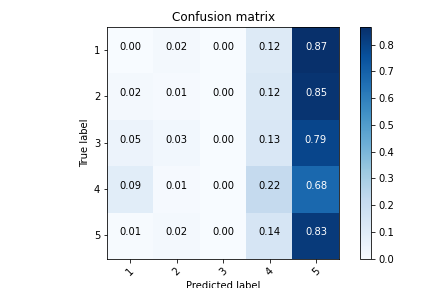 Confusion matrix
1 0.00 0.02 0.00 0.12 0.87
2 0.02 0.01 0.00 0.12 0.85
3 0.05 0.03 0.00 0.13 0.79
4 0.09 0.01 0.00 0.22 0.68
5 0.01 0.02 0.00 0.14 0.83
1 2 3 4 5
True label
Predicted label
0.8
0.7
0.6
0.5
0.4
0.3
0.2
0.1
0.0